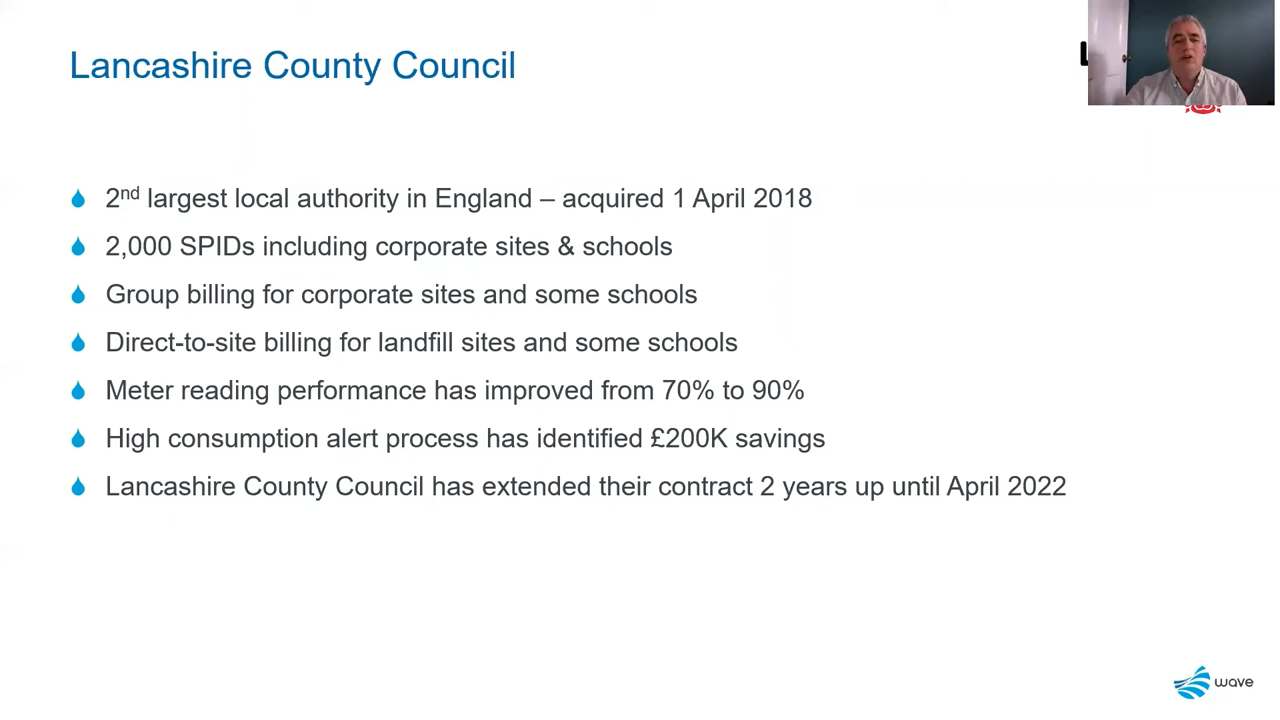 Lancashire County Council
L
2nd largest local authority in England – acquired 1 April 2018
2,000 SPIDs including corporate sites & schools
Group billing for corporate sites and some schools
Direct-to-site billing for landfill sites and some schools
Meter reading performance has improved from 70% to 90%
High consumption alert process has identified £200K savings
Lancashire County Council has extended their contract 2 years up until April 2022
wave